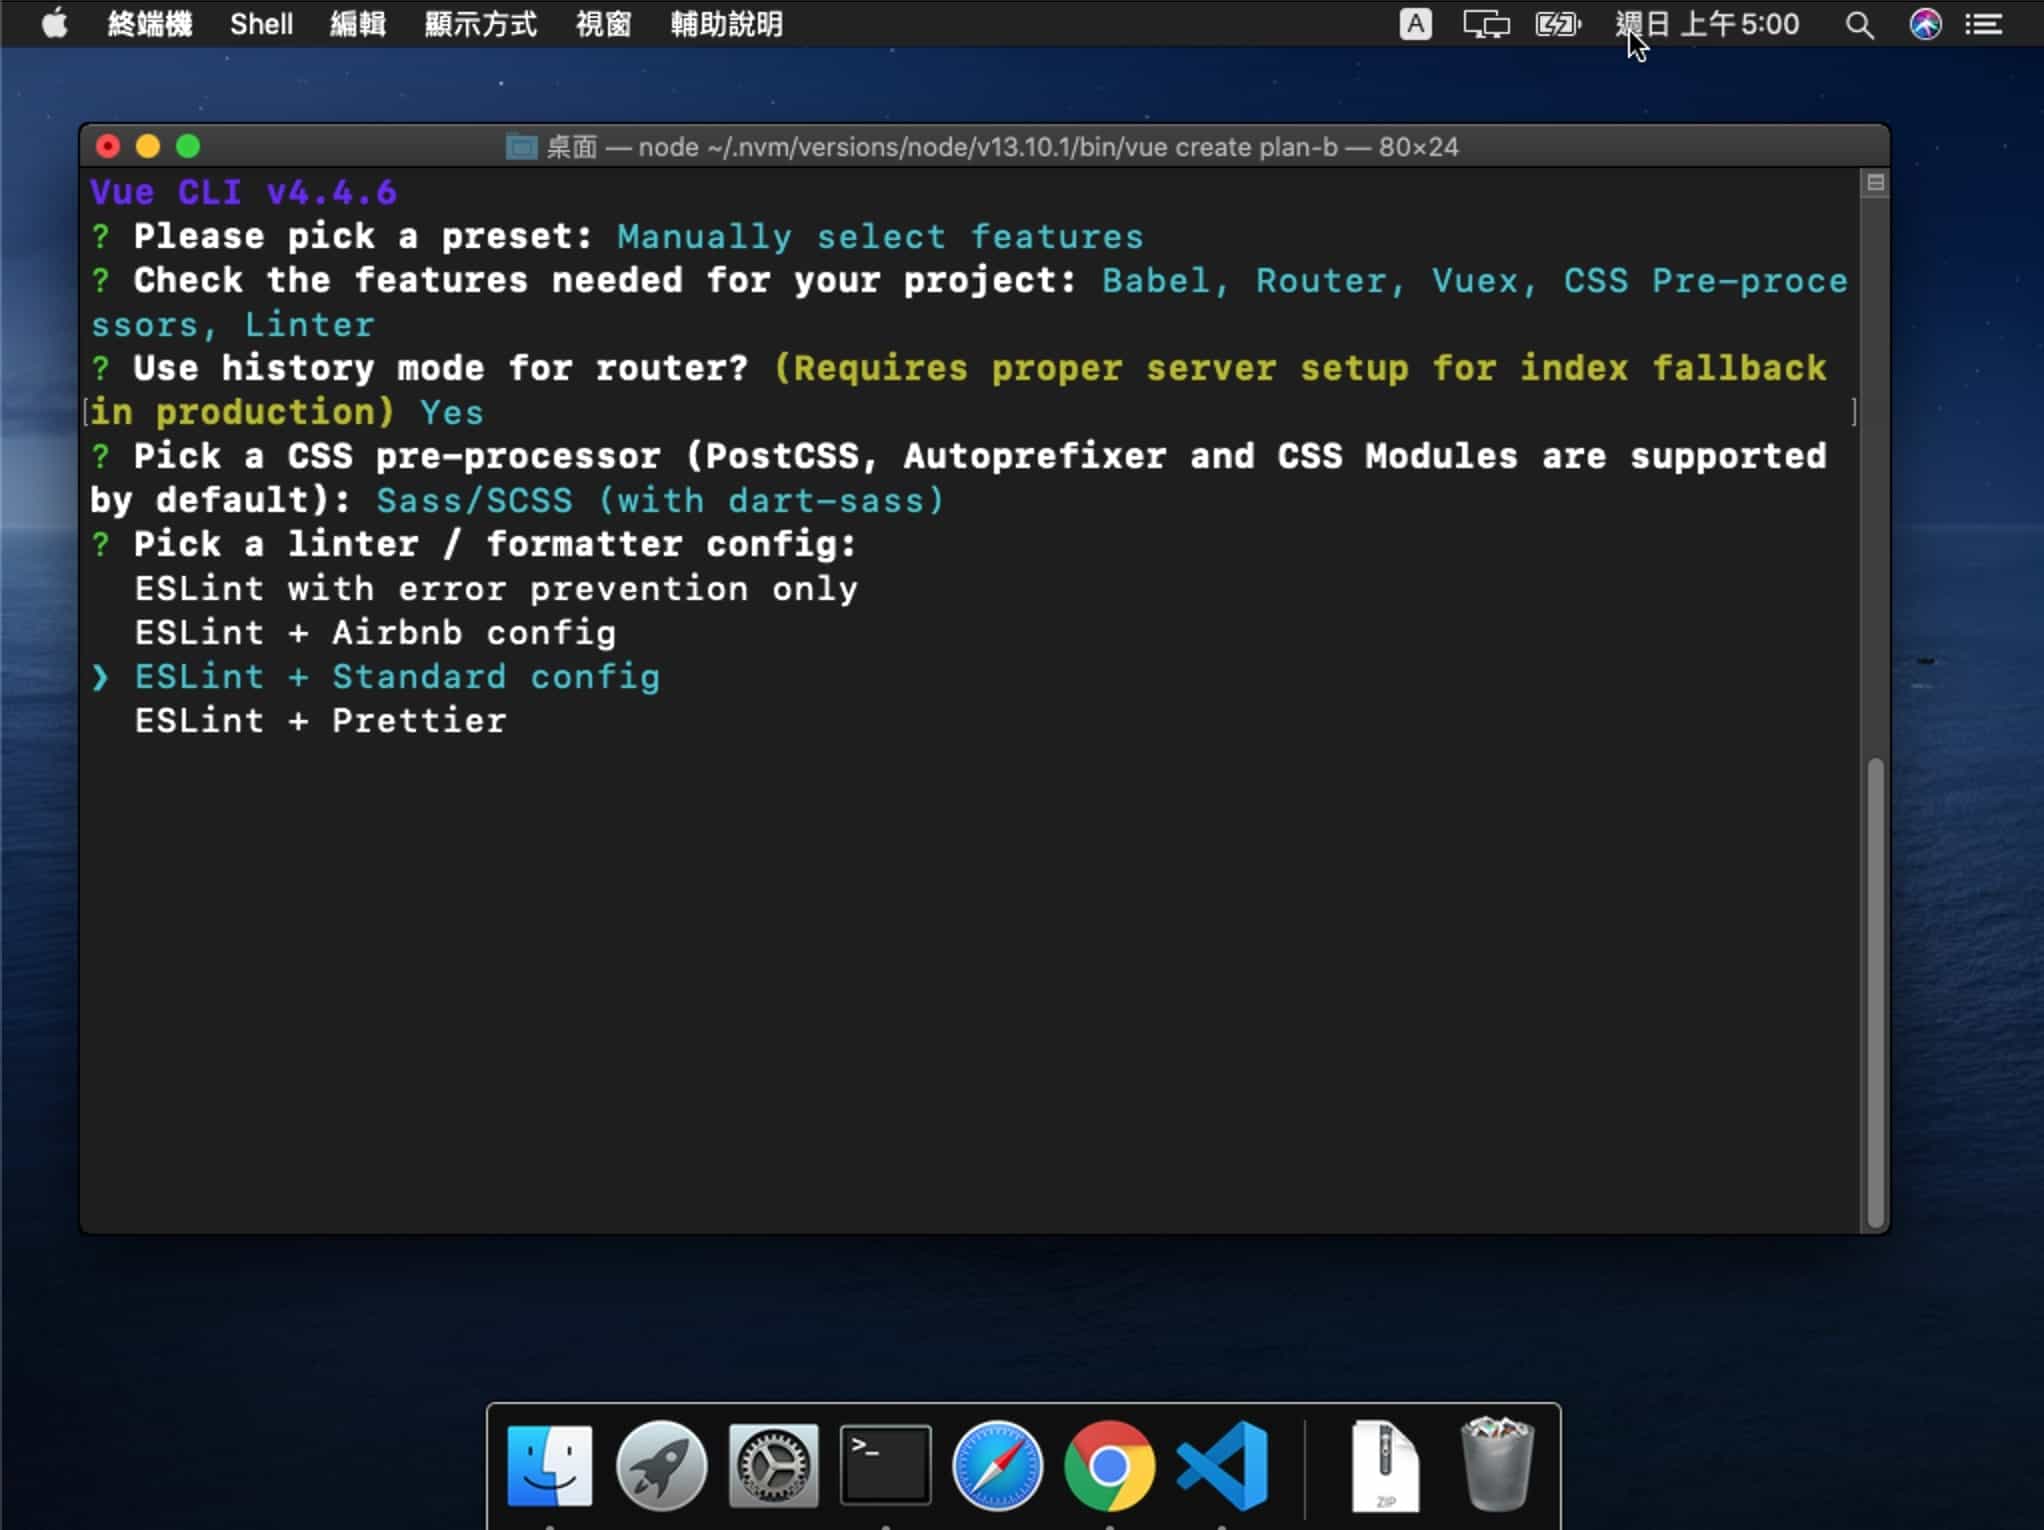 終端機 Shell 編輯 顯示方式 視窗 輔助說明 A 週日 上午5:00
桌面 — node ~/.nvm/versions/node/v13.10.1/bin/vue create plan-b — 80×24
Vue CLI v4.4.6
? Please pick a preset: Manually select features
? Check the features needed for your project: Babel, Router, Vuex, CSS Pre-proce
ssors, Linter
? Use history mode for router? (Requires proper server setup for index fallback
[in production) Yes ]
? Pick a CSS pre-processor (PostCSS, Autoprefixer and CSS Modules are supported
by default): Sass/SCSS (with dart-sass)
? Pick a linter / formatter config:
ESLint with error prevention only
ESLint + Airbnb config
❯ ESLint + Standard config
ESLint + Prettier
>_
ZIP